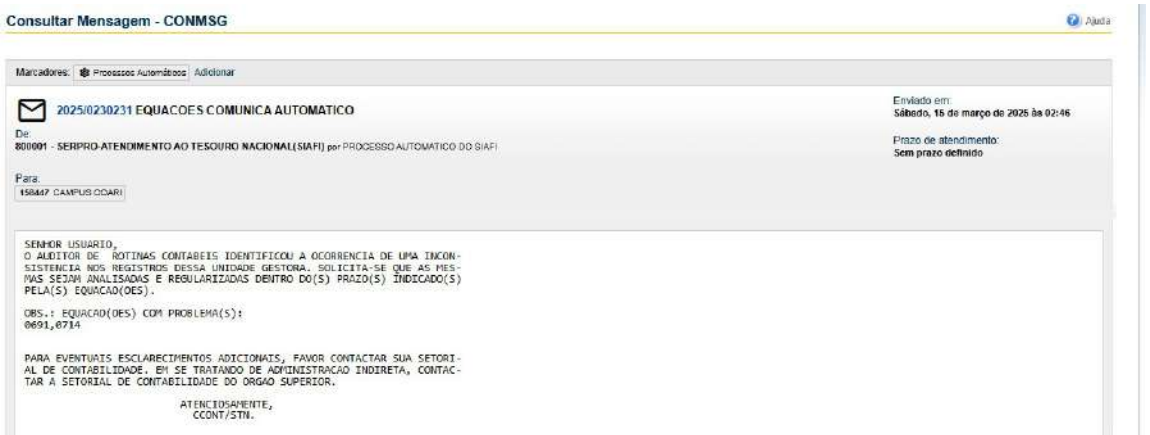 Consultar Mensagem - CONMSG
Ajuda
Marcadores: Processos Automáticos Adicionar
2025/0230231 EQUACOES COMUNICA AUTOMATICO
Enviado em:
Sábado, 15 de março de 2025 às 02:46
De:
800001 - SERPRO-ATENDIMENTO AO TESOURO NACIONAL(SIAFI) por PROCESSO AUTOMATICO DO SIAFI
Prazo de atendimento:
Sem prazo definido
Para:
158447 CAMPUS COARI
SENHOR USUARIO,
O AUDITOR DE ROTINAS CONTABEIS IDENTIFICOU A OCORRENCIA DE UMA INCON-
SISTENCIA NOS REGISTROS DESSA UNIDADE GESTORA. SOLICITA-SE QUE AS MES-
MAS SEJAM ANALISADAS E REGULARIZADAS DENTRO DO(S) PRAZO(S) INDICADO(S)
PELA(S) EQUACAO(OES).
OBS.: EQUACAO(OES) COM PROBLEMA(S):
0691,0714
PARA EVENTUAIS ESCLARECIMENTOS ADICIONAIS, FAVOR CONTACTAR SUA SETORI-
AL DE CONTABILIDADE. EM SE TRATANDO DE ADMINISTRACAO INDIRETA, CONTAC-
TAR A SETORIAL DE CONTABILIDADE DO ORGAO SUPERIOR.
ATENCIOSAMENTE,
CCONT/STN.